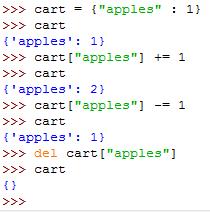 >>> cart = {"apples" : 1}
>>> cart
{'apples': 1}
>>> cart["apples"] += 1
>>> cart
{'apples': 2}
>>> cart["apples"] -= 1
>>> cart
{'apples': 1}
>>> del cart["apples"]
>>> cart
{}
>>>